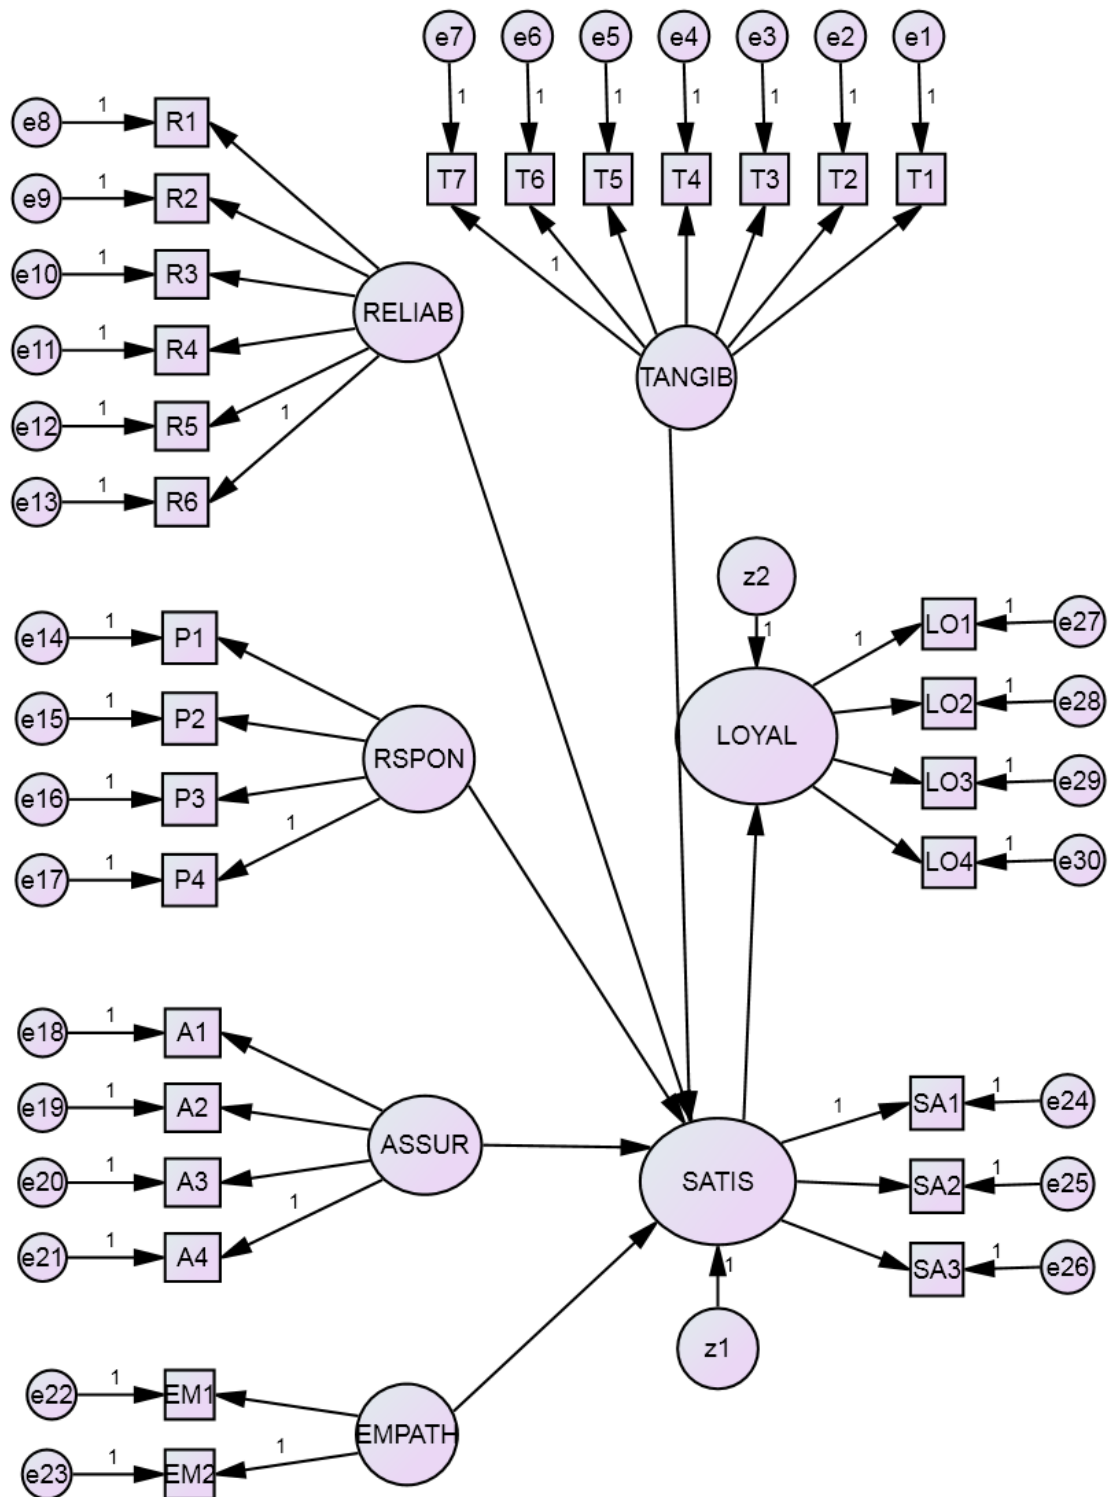 e7 e6 e5 e4 e3 e2 e1
1 1 1 1 1 1 1
T7 T6 T5 T4 T3 T2 T1
1
TANGIB
e8 1 R1
e9 1 R2
e10 1 R3
e11 1 R4
e12 1 R5
e13 1 R6
1
RELIAB
e14 1 P1
e15 1 P2
e16 1 P3
e17 1 P4
1
RSPON
z2
1
LOYAL
1
LO1 1 e27
LO2 1 e28
LO3 1 e29
LO4 1 e30
e18 1 A1
e19 1 A2
e20 1 A3
e21 1 A4
1
ASSUR
SATIS
1
SA1 1 e24
SA2 1 e25
SA3 1 e26
1
z1
e22 1 EM1
e23 1 EM2
1
EMPATH